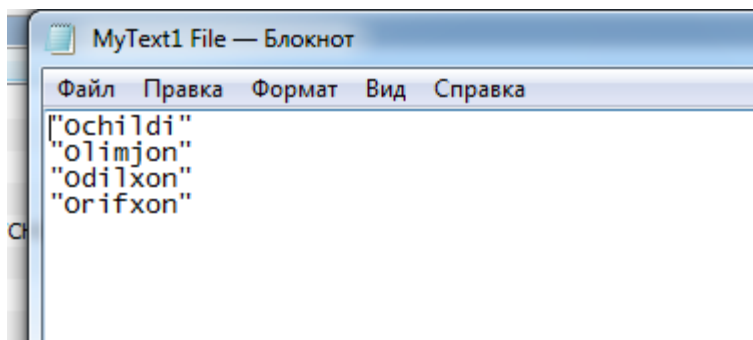 MyText1 File — Блокнот
Файл Правка Формат Вид Справка
"Ochildi"
"Olimjon"
"Odilxon"
"Orifxon"